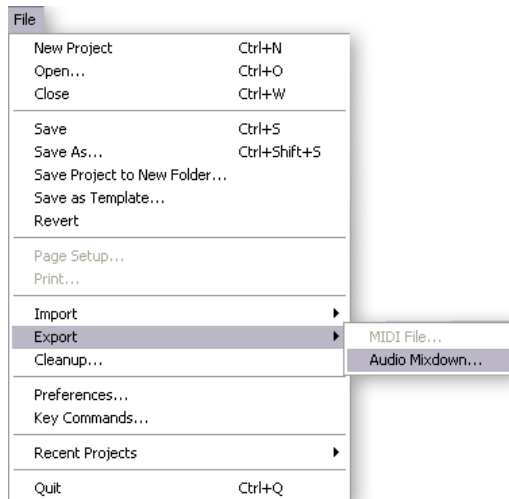 File
New Project Ctrl+N
Open... Ctrl+O
Close Ctrl+W
Save Ctrl+S
Save As... Ctrl+Shift+S
Save Project to New Folder...
Save as Template...
Revert
Page Setup...
Print...
Import
Export
MIDI File...
Cleanup...
Audio Mixdown...
Preferences...
Key Commands...
Recent Projects
Quit Ctrl+Q